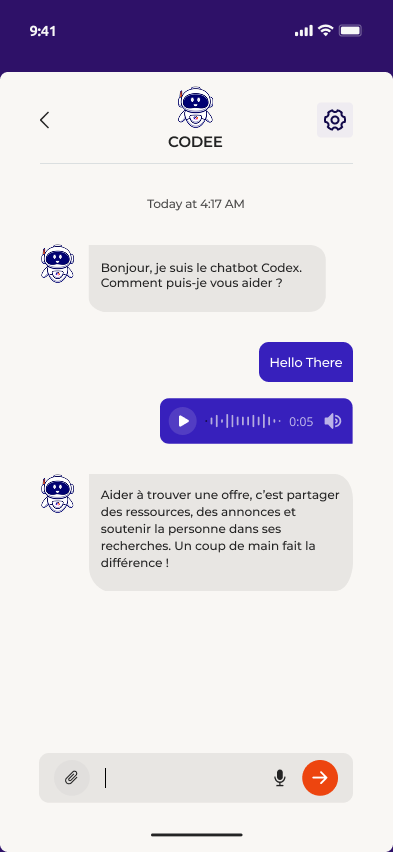 9:41
CODEE
Today at 4:17 AM
Bonjour, je suis le chatbot Codex.
Comment puis-je vous aider ?
Hello There
0:05
Aider à trouver une offre, c’est partager
des ressources, des annonces et
soutenir la personne dans ses
recherches. Un coup de main fait la
différence !